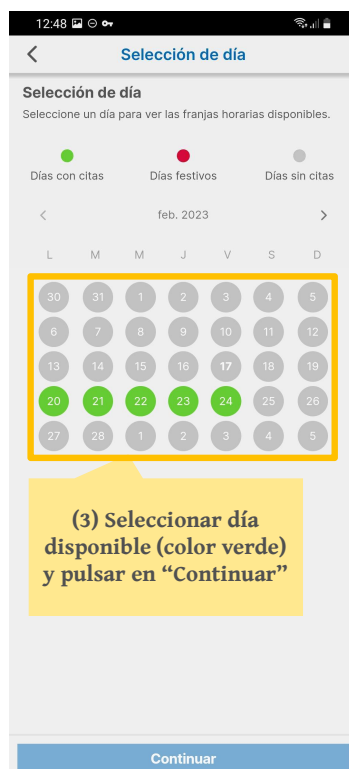 12:48
Selección de día
Selección de día
Seleccione un día para ver las franjas horarias disponibles.
Días con citas Días festivos Días sin citas
< feb. 2023 >
L M M J V S D
30 31 1 2 3 4 5
6 7 8 9 10 11 12
13 14 15 16 17 18 19
20 21 22 23 24 25 26
27 28 1 2 3 4 5
(3) Seleccionar día
disponible (color verde)
y pulsar en “Continuar”
Continuar